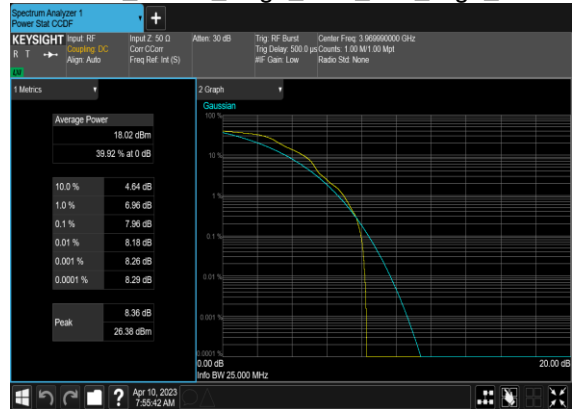 Spectrum Analyzer 1
Power Stat CCDF
KEYSIGHT
R T
Input: RF
Coupling: DC
Align: Auto
Input Z: 50 Ω
Corr CCorr
Freq Ref: Int (S)
Atten: 30 dB
Trig: RF Burst
Trig Delay: 500.0 µs
#IF Gain: Low
Center Freq: 3.969990000 GHz
Counts: 1.00 M/1.00 Mpt
Radio Std: None
1 Metrics
Average Power
18.02 dBm
39.92 % at 0 dB
10.0 % 4.64 dB
1.0 % 6.96 dB
0.1 % 7.96 dB
0.01 % 8.18 dB
0.001 % 8.26 dB
0.0001 % 8.29 dB
Peak
8.36 dB
26.38 dBm
2 Graph
Gaussian
100 %
10 %
1 %
0.1 %
0.01 %
0.001 %
0.0001 %
0.00 dB
20.00 dB
Info BW 25.000 MHz
?
Apr 10, 2023
7:55:42 AM